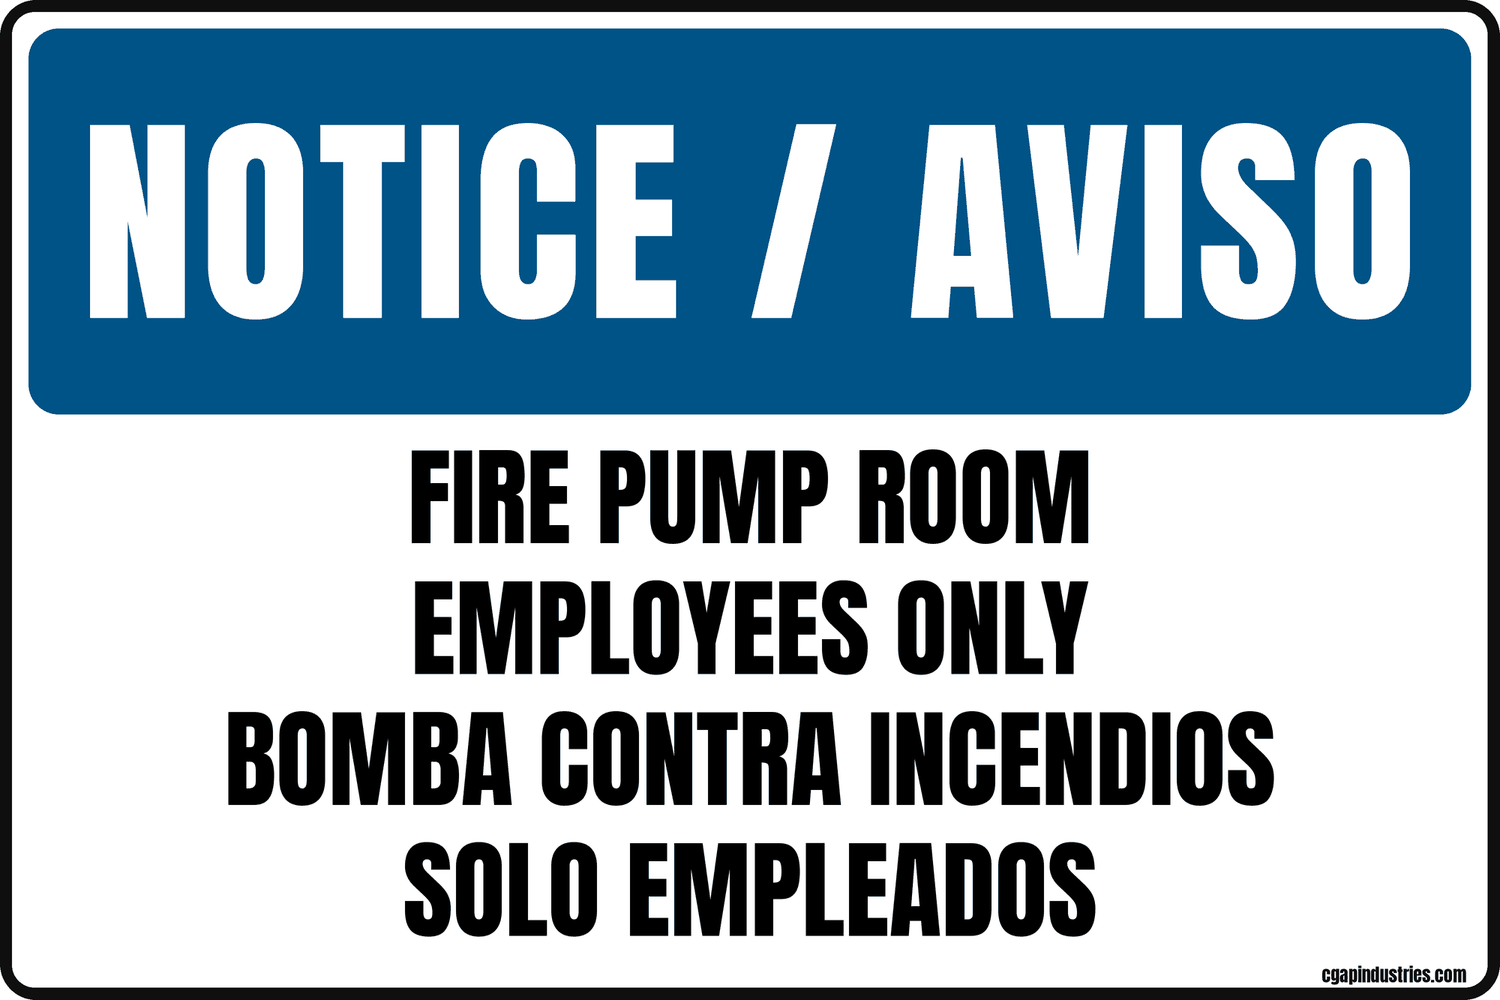 NOTICE / AVISO
FIRE PUMP ROOM
EMPLOYEES ONLY
BOMBA CONTRA INCENDIOS
SOLO EMPLEADOS
cgapindustries.com